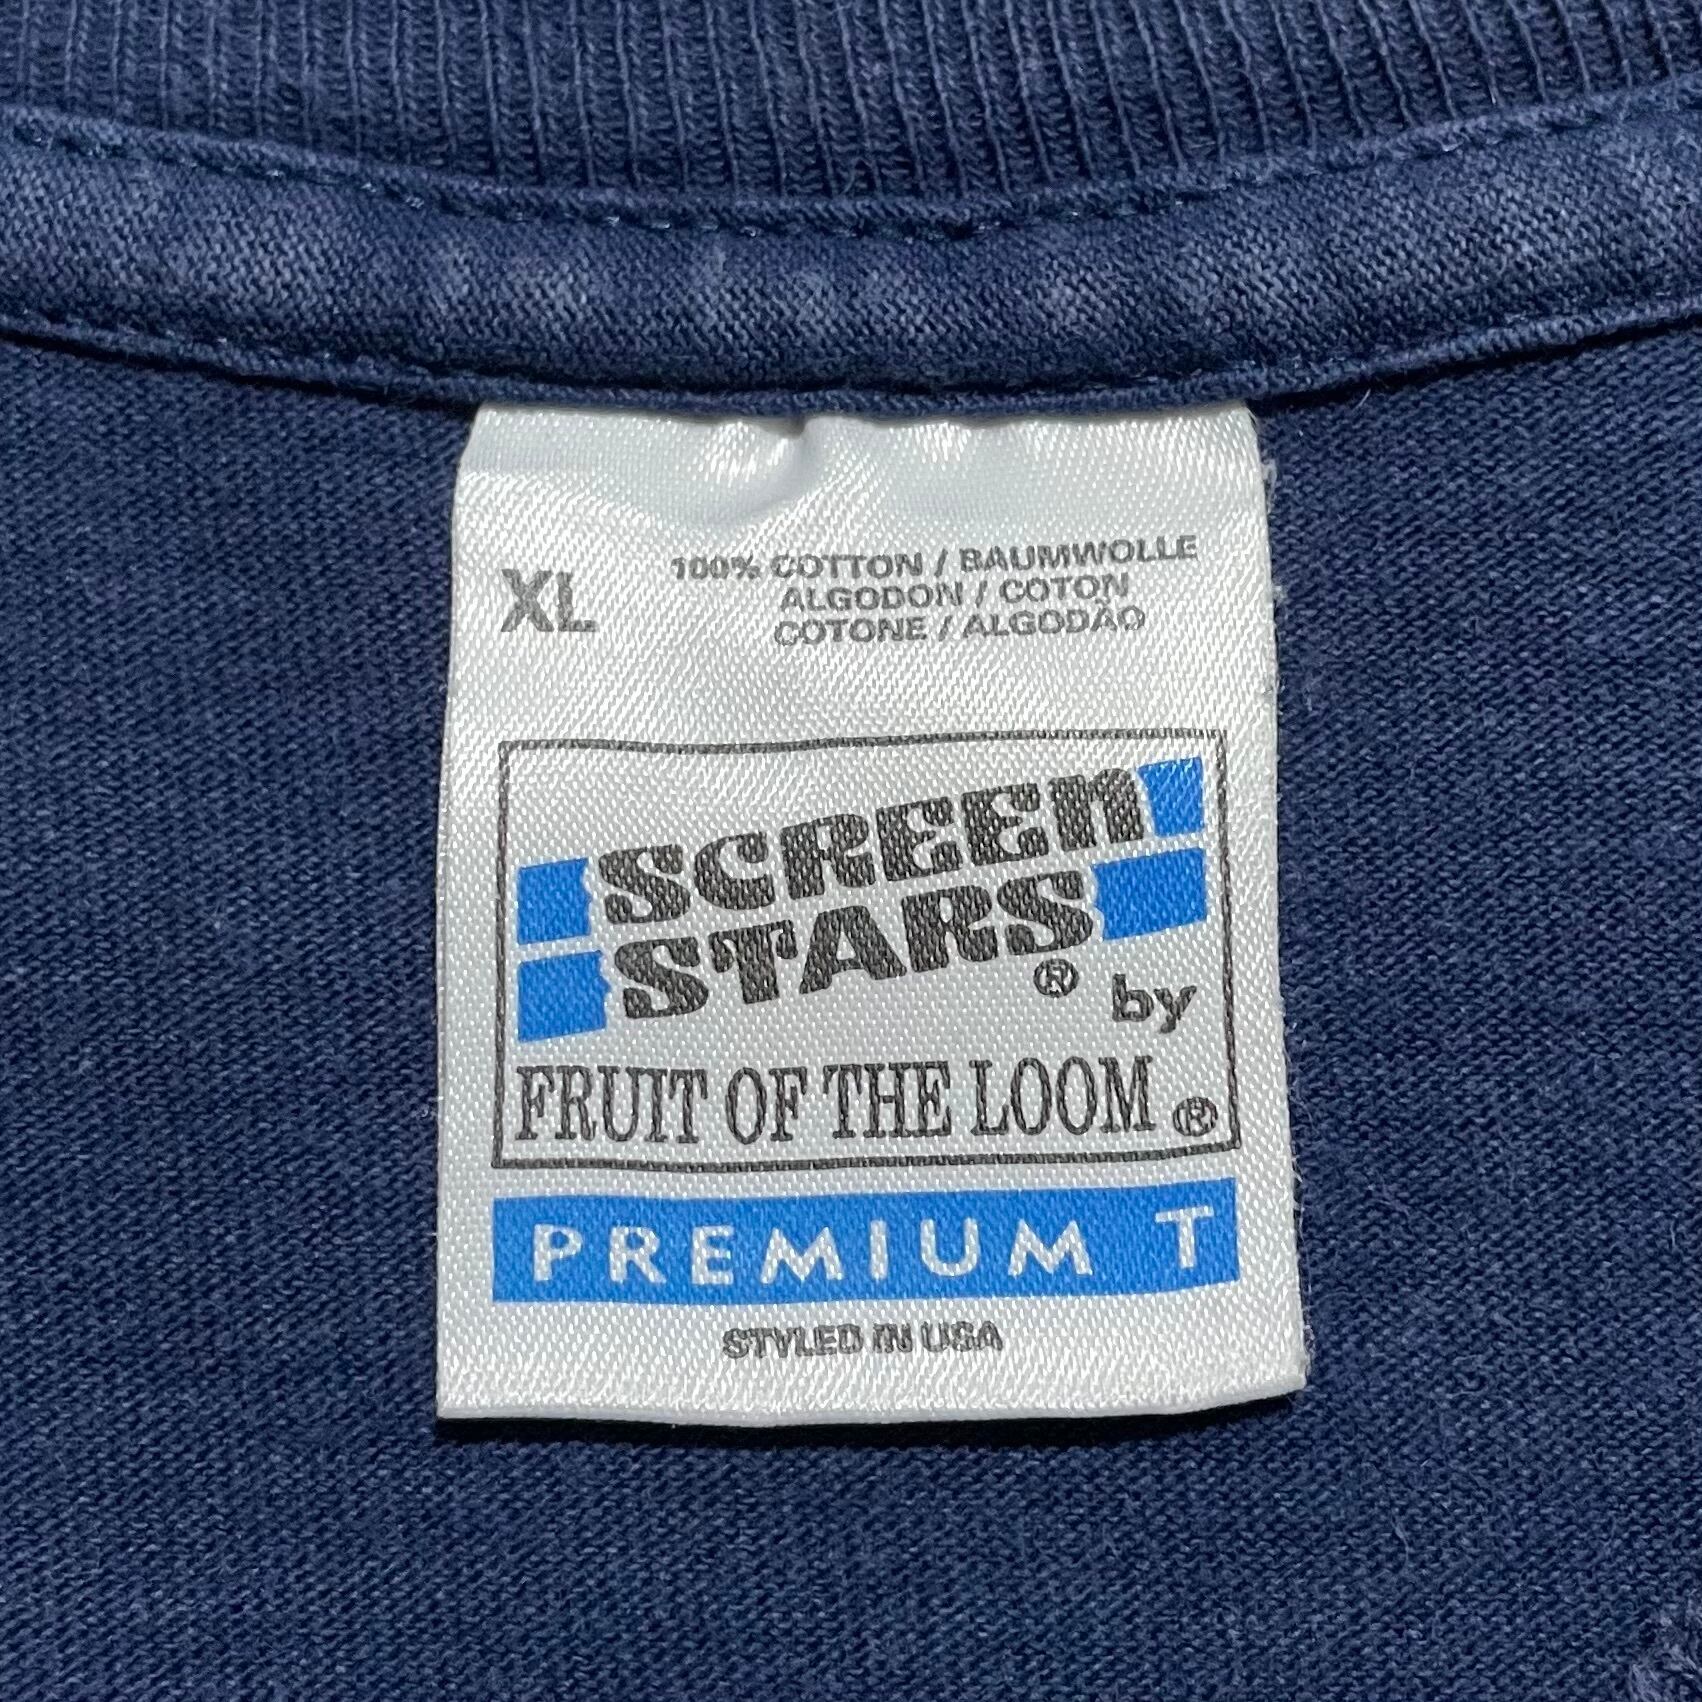 XL
100% COTTON / BAUMWOLLE
ALGODON / COTON
COTONE / ALGODÃO
SCREEn
STARS® by
FRUIT OF THE LOOM®
PREMIUM T
STYLED IN USA